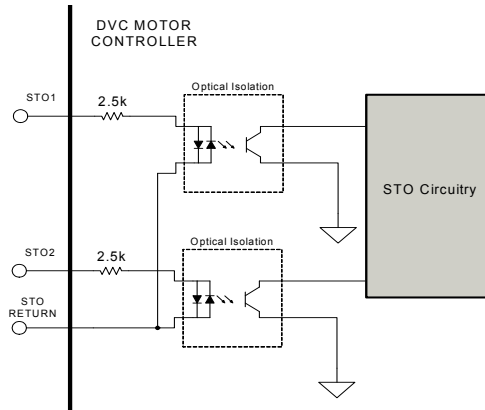 DVC MOTOR
CONTROLLER
Optical Isolation
STO1
2.5k
STO Circuitry
Optical Isolation
STO2
2.5k
STO
RETURN